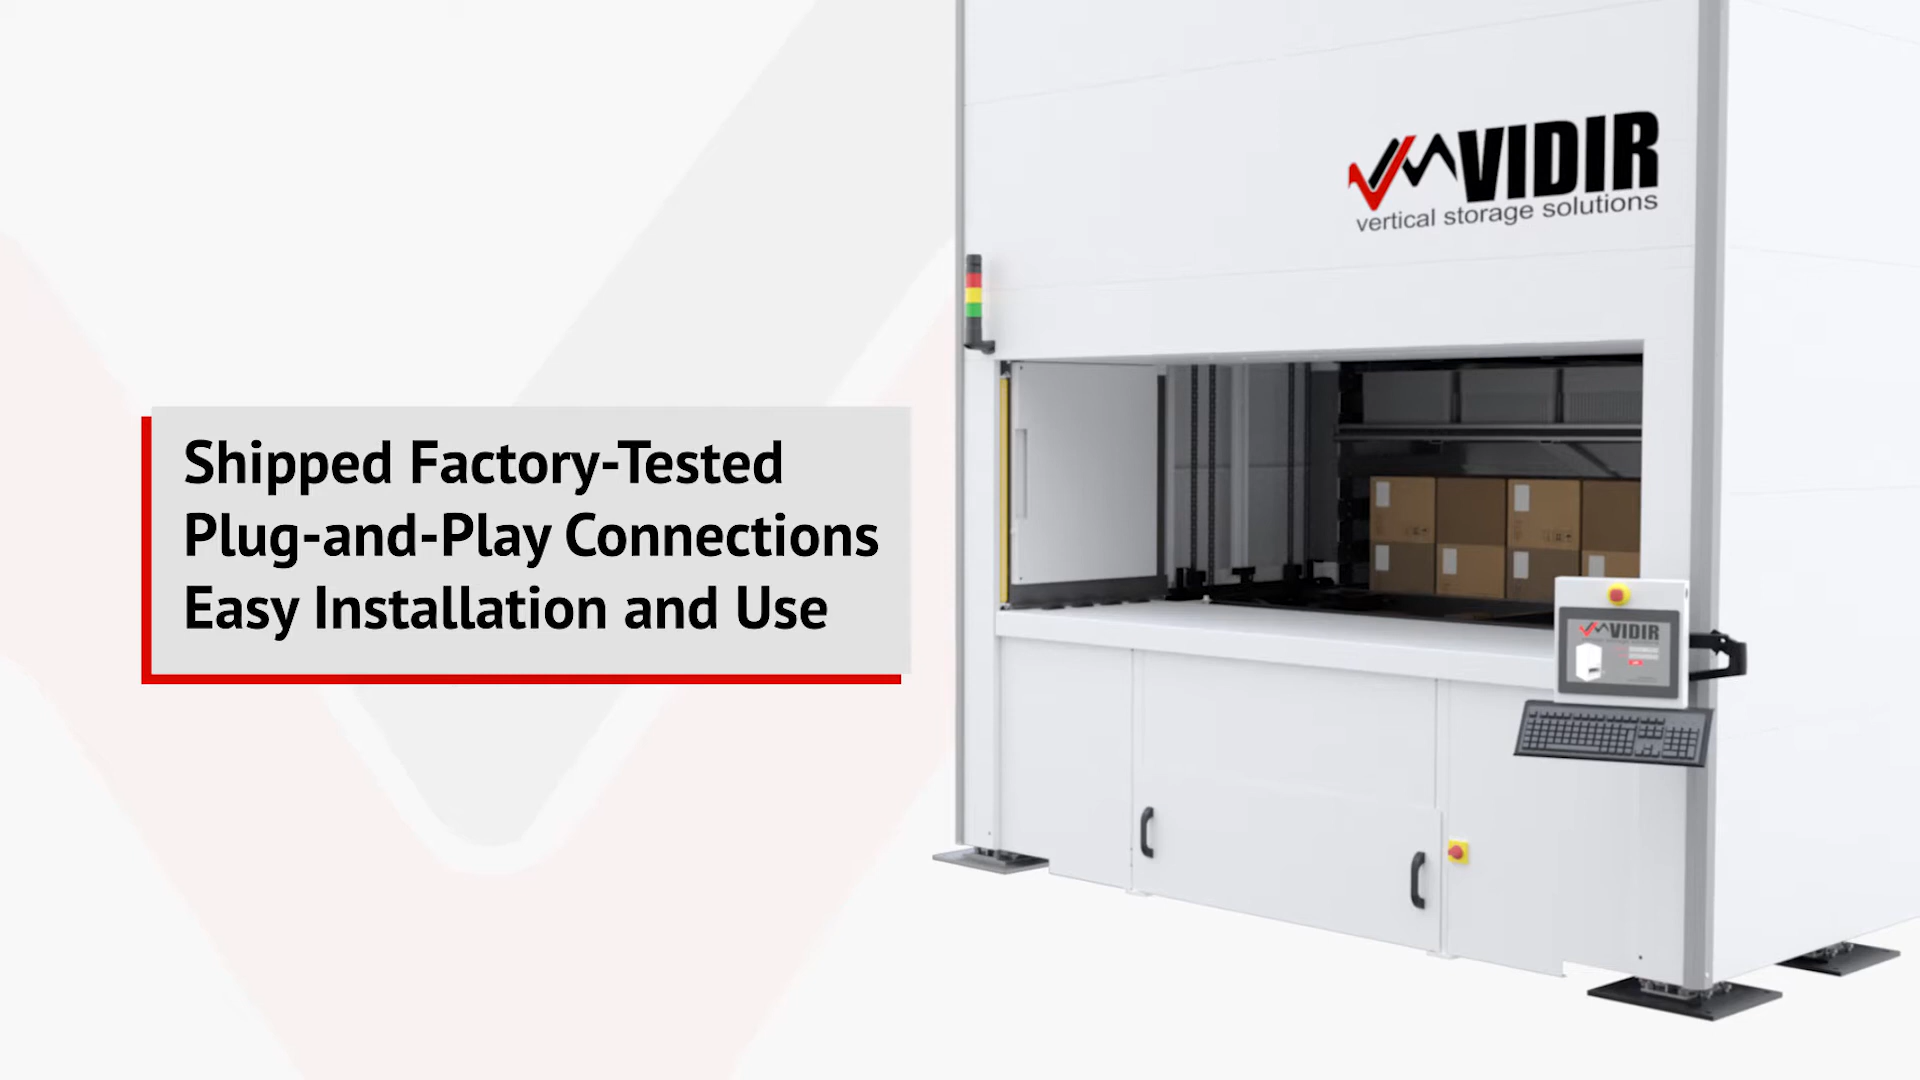 VIDIR
vertical storage solutions
Shipped Factory-Tested
Plug-and-Play Connections
Easy Installation and Use
VIDIR